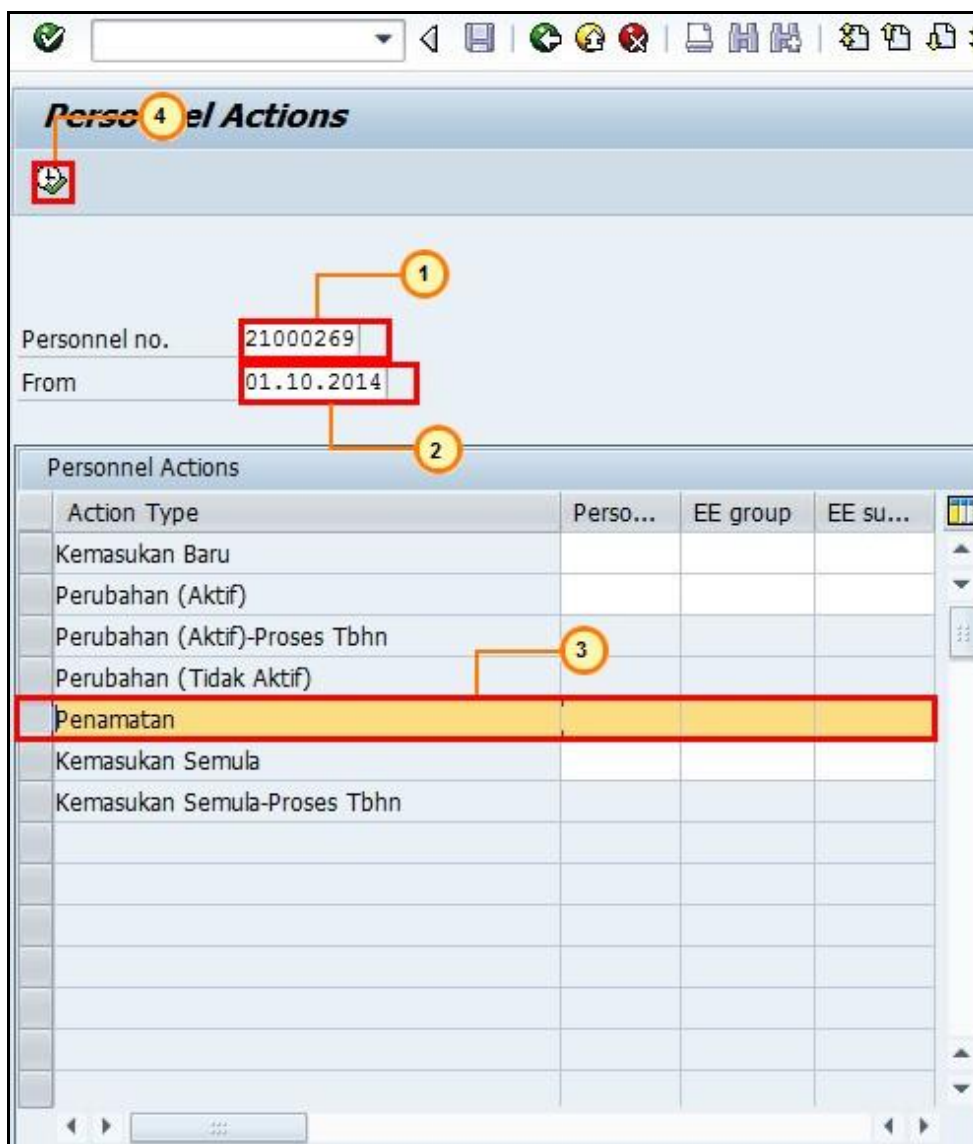 Personnel Actions
4
1
Personnel no. 21000269
From 01.10.2014
2
Personnel Actions
Action Type Perso... EE group EE su...
Kemasukan Baru
Perubahan (Aktif)
Perubahan (Aktif)-Proses Tbhn
3
Perubahan (Tidak Aktif)
Penamatan
Kemasukan Semula
Kemasukan Semula-Proses Tbhn